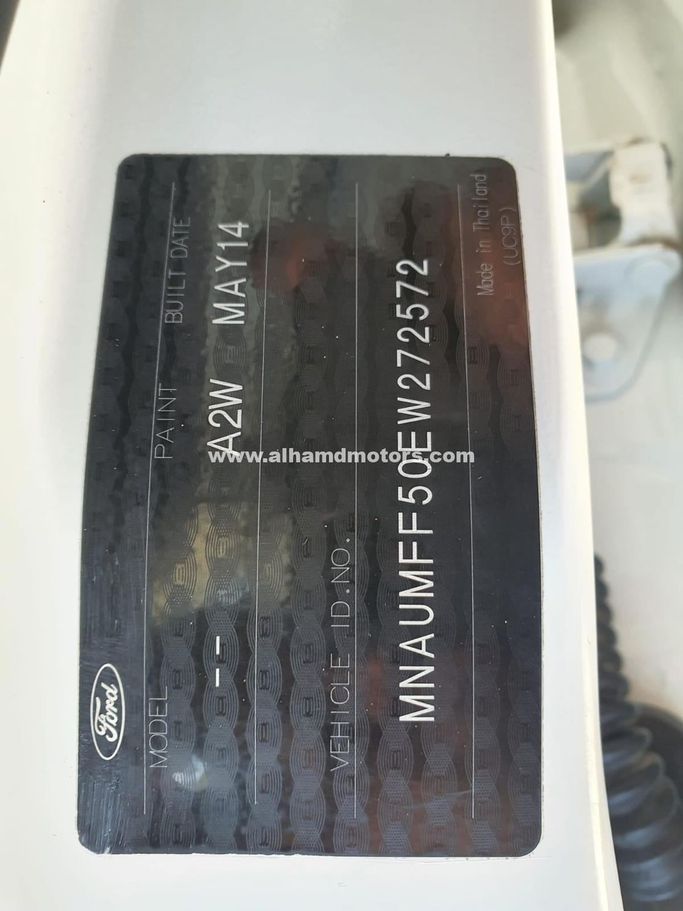 Ford
MODEL PAINT BUILT DATE
-- A2W MAY14
VEHICLE ID.NO.
MNAUMFF50EW272572
Made in Thailand
(UC9P)
www.alhamdmotors.com